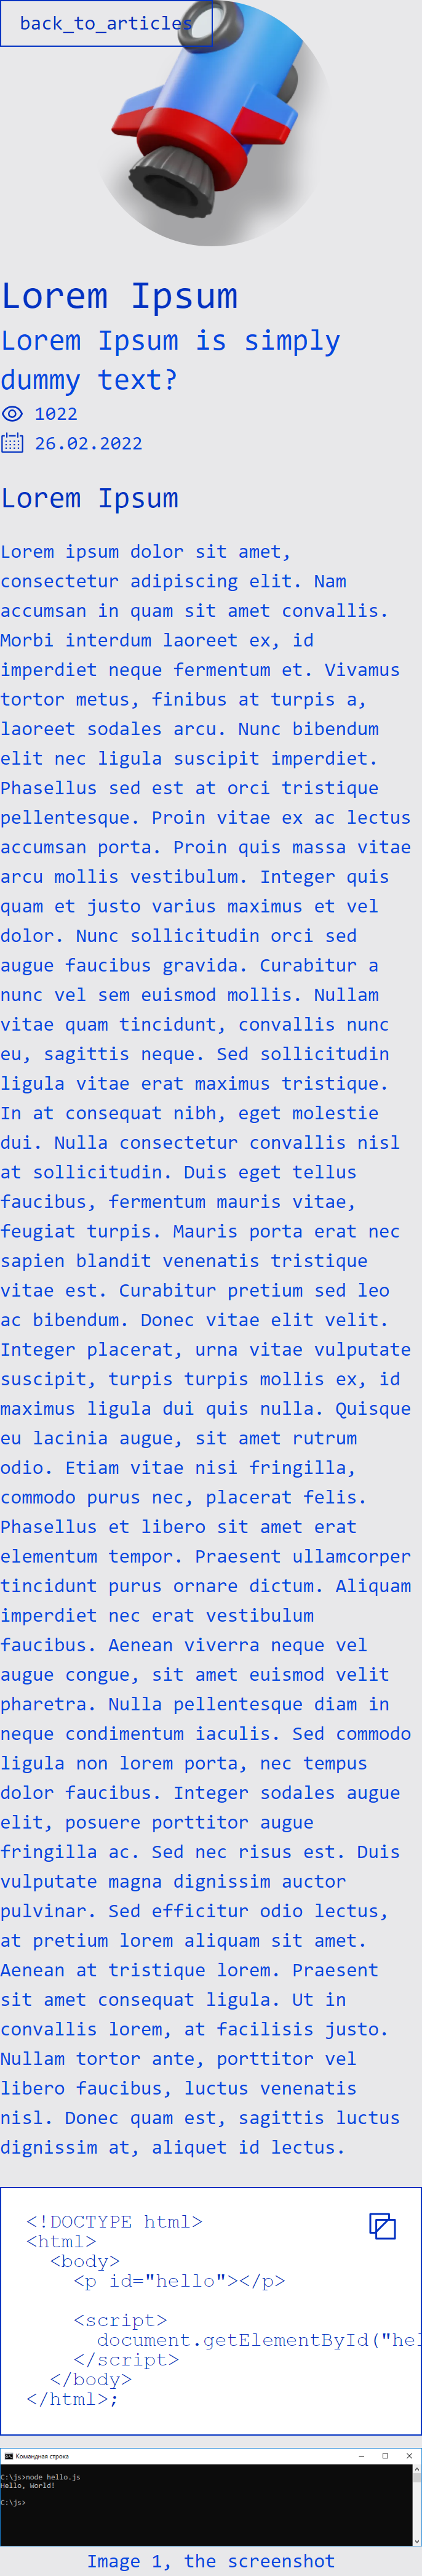 back_to_articles
Lorem Ipsum
Lorem Ipsum is simply
dummy text?
1022
26.02.2022
Lorem Ipsum
Lorem ipsum dolor sit amet,
consectetur adipiscing elit. Nam
accumsan in quam sit amet convallis.
Morbi interdum laoreet ex, id
imperdiet neque fermentum et. Vivamus
tortor metus, finibus at turpis a,
laoreet sodales arcu. Nunc bibendum
elit nec ligula suscipit imperdiet.
Phasellus sed est at orci tristique
pellentesque. Proin vitae ex ac lectus
accumsan porta. Proin quis massa vitae
arcu mollis vestibulum. Integer quis
quam et justo varius maximus et vel
dolor. Nunc sollicitudin orci sed
augue faucibus gravida. Curabitur a
nunc vel sem euismod mollis. Nullam
vitae quam tincidunt, convallis nunc
eu, sagittis neque. Sed sollicitudin
ligula vitae erat maximus tristique.
In at consequat nibh, eget molestie
dui. Nulla consectetur convallis nisl
at sollicitudin. Duis eget tellus
faucibus, fermentum mauris vitae,
feugiat turpis. Mauris porta erat nec
sapien blandit venenatis tristique
vitae est. Curabitur pretium sed leo
ac bibendum. Donec vitae elit velit.
Integer placerat, urna vitae vulputate
suscipit, turpis turpis mollis ex, id
maximus ligula dui quis nulla. Quisque
eu lacinia augue, sit amet rutrum
odio. Etiam vitae nisi fringilla,
commodo purus nec, placerat felis.
Phasellus et libero sit amet erat
elementum tempor. Praesent ullamcorper
tincidunt purus ornare dictum. Aliquam
imperdiet nec erat vestibulum
faucibus. Aenean viverra neque vel
augue congue, sit amet euismod velit
pharetra. Nulla pellentesque diam in
neque condimentum iaculis. Sed commodo
ligula non lorem porta, nec tempus
dolor faucibus. Integer sodales augue
elit, posuere porttitor augue
fringilla ac. Sed nec risus est. Duis
vulputate magna dignissim auctor
pulvinar. Sed efficitur odio lectus,
at pretium lorem aliquam sit amet.
Aenean at tristique lorem. Praesent
sit amet consequat ligula. Ut in
convallis lorem, at facilisis justo.
Nullam tortor ante, porttitor vel
libero faucibus, luctus venenatis
nisl. Donec quam est, sagittis luctus
dignissim at, aliquet id lectus.
<!DOCTYPE html>
<html>
<body>
<p id="hello"></p>
<script>
document.getElementById("hel
</script>
</body>
</html>;
Командная строка
C:\js>node hello.js
Hello, World!
C:\js>
Image 1, the screenshot